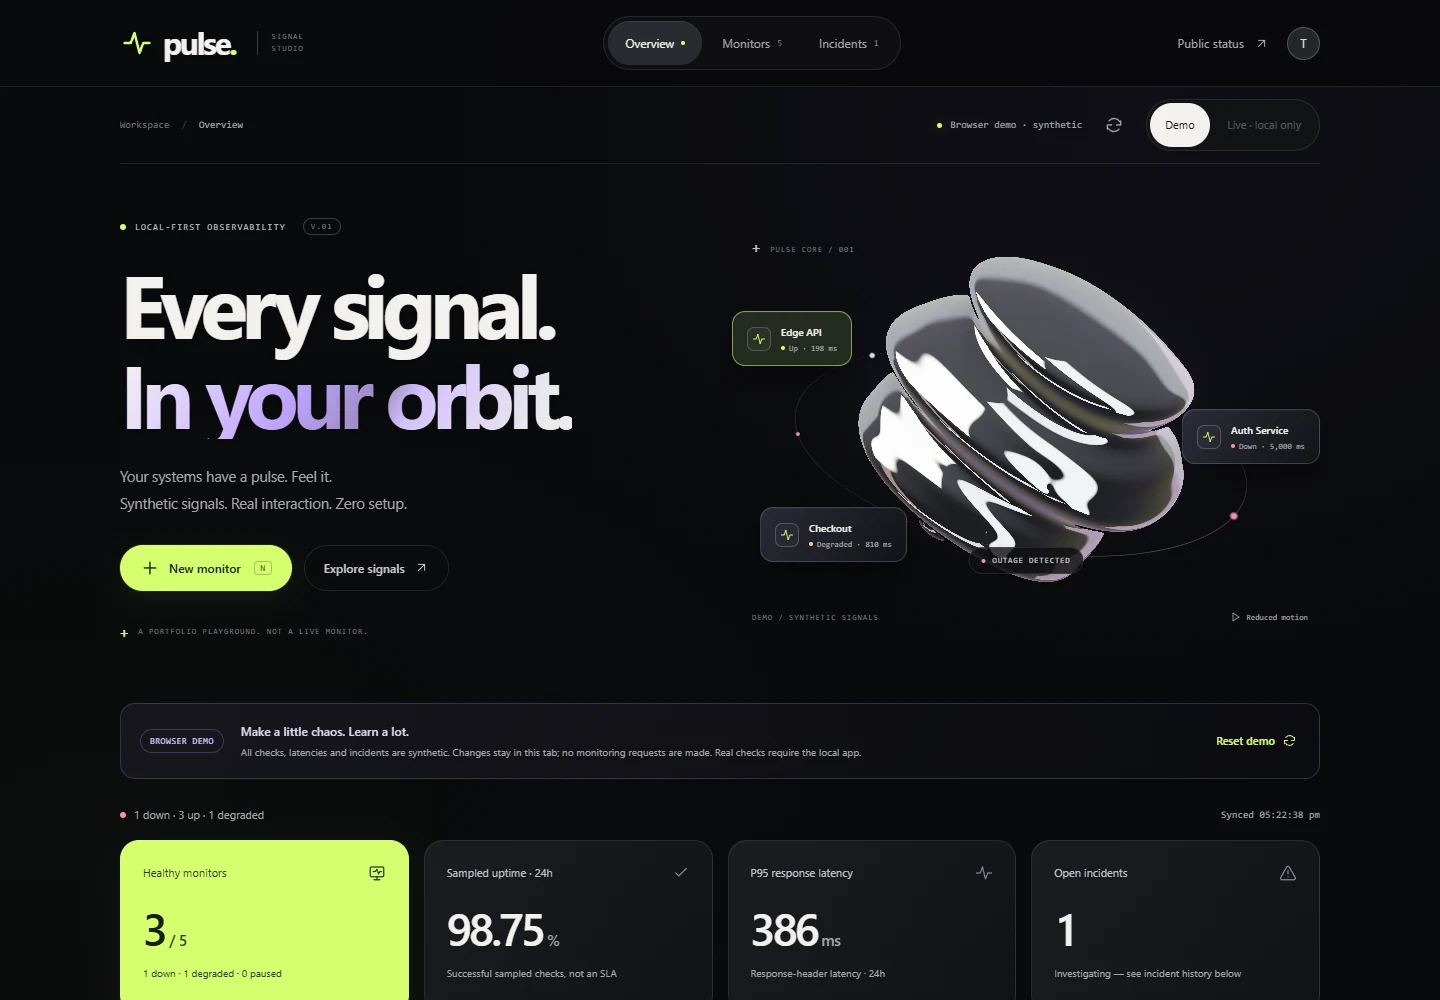 pulse.
SIGNAL
STUDIO
Overview
Monitors 5
Incidents 1
Public status
T
Workspace / Overview
Browser demo · synthetic
Demo
Live · local only
LOCAL-FIRST OBSERVABILITY
V.01
Every signal.
In your orbit.
Your systems have a pulse. Feel it.
Synthetic signals. Real interaction. Zero setup.
New monitor N
Explore signals
A PORTFOLIO PLAYGROUND. NOT A LIVE MONITOR.
PULSE CORE / 001
Edge API
Up · 198 ms
Auth Service
Down · 5,000 ms
Checkout
Degraded · 810 ms
OUTAGE DETECTED
DEMO / SYNTHETIC SIGNALS
Reduced motion
BROWSER DEMO
Make a little chaos. Learn a lot.
All checks, latencies and incidents are synthetic. Changes stay in this tab; no monitoring requests are made. Real checks require the local app.
Reset demo
1 down · 3 up · 1 degraded
Synced 05:22:38 pm
Healthy monitors
3 / 5
1 down · 1 degraded · 0 paused
Sampled uptime · 24h
98.75 %
Successful sampled checks, not an SLA
P95 response latency
386 ms
Response-header latency · 24h
Open incidents
1
Investigating — see incident history below